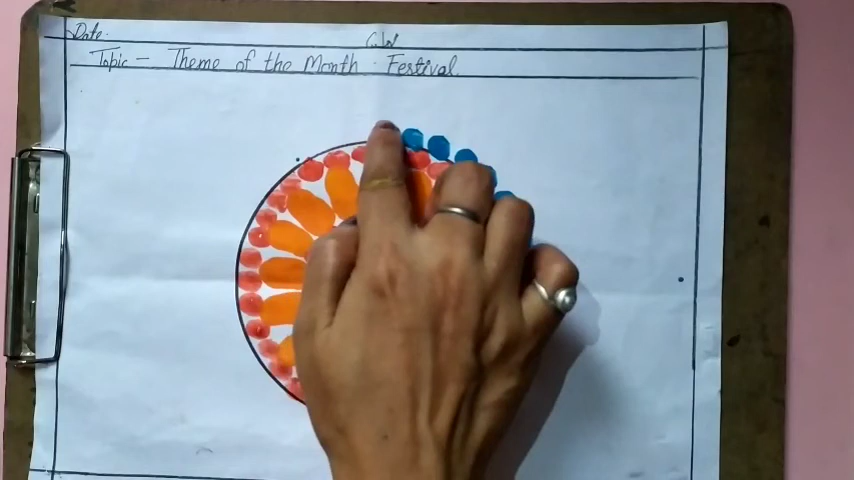 Date.
Topic - Theme of the Month. Festival.